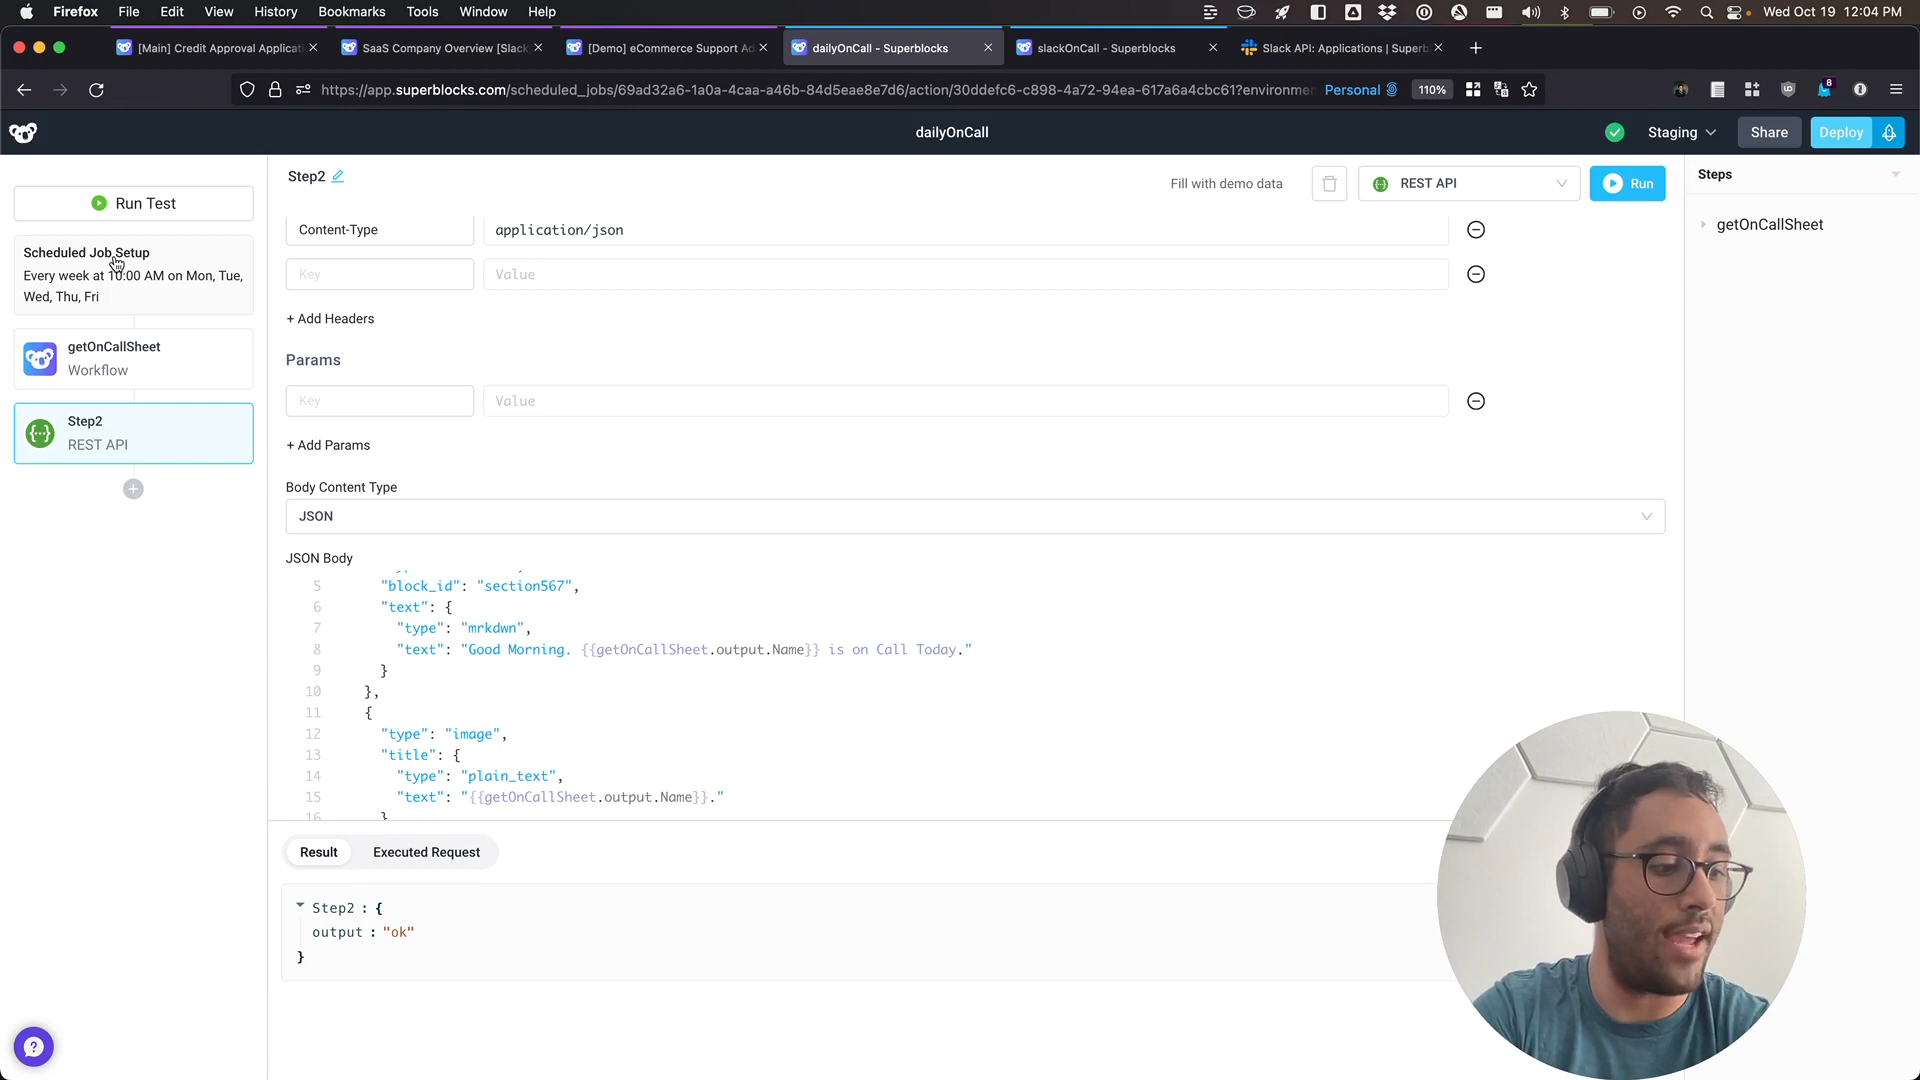 Firefox File Edit View History Bookmarks Tools Window Help Wed Oct 19 12:04 PM
[Main] Credit Approval Applicati
SaaS Company Overview [Slack
[Demo] eCommerce Support Ad
dailyOnCall - Superblocks
slackOnCall - Superblocks
Slack API: Applications | Superb
https://app.superblocks.com/scheduled_jobs/69ad32a6-1a0a-4caa-a46b-84d5eae8e7d6/action/30ddefc6-c898-4a72-94ea-617a6a4cbc61?environme
Personal
110%
8
dailyOnCall
Staging
Share
Deploy
Run Test
Scheduled Job Setup
Every week at 10:00 AM on Mon, Tue,
Wed, Thu, Fri
getOnCallSheet
Workflow
Step2
REST API
Step2
Fill with demo data
REST API
Run
Content-Type
application/json
Key
Value
+ Add Headers
Params
Key
Value
+ Add Params
Body Content Type
JSON
JSON Body
5 "block_id": "section567",
6 "text": {
7 "type": "mrkdwn",
8 "text": "Good Morning. {{getOnCallSheet.output.Name}} is on Call Today."
9 }
10 },
11 {
12 "type": "image",
13 "title": {
14 "type": "plain_text",
15 "text": "{{getOnCallSheet.output.Name}}."
16 }
Result
Executed Request
Step2 : {
output : "ok"
}
Steps
getOnCallSheet